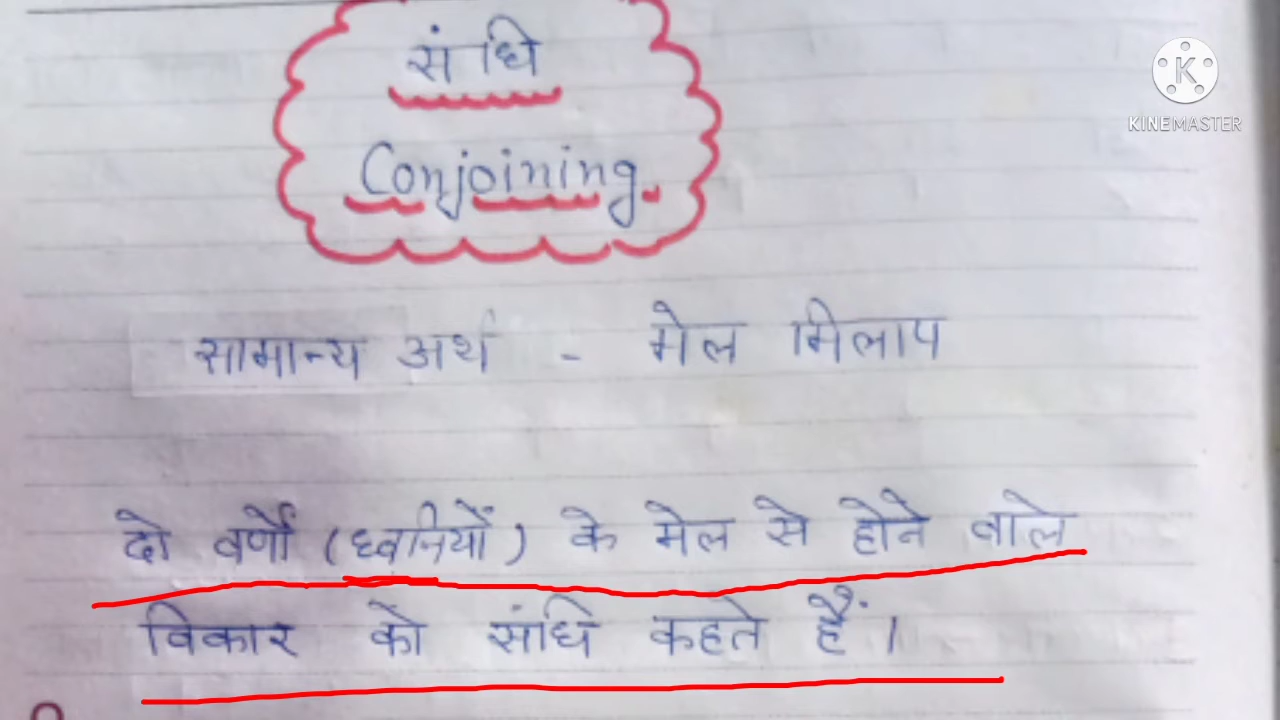 संधि
Conjoining
KINEMASTER
सामान्य अर्थ - मेल मिलाप
दो वर्णों (ध्वनियों) के मेल से होने वाले
विकार को संधि कहते हैं।